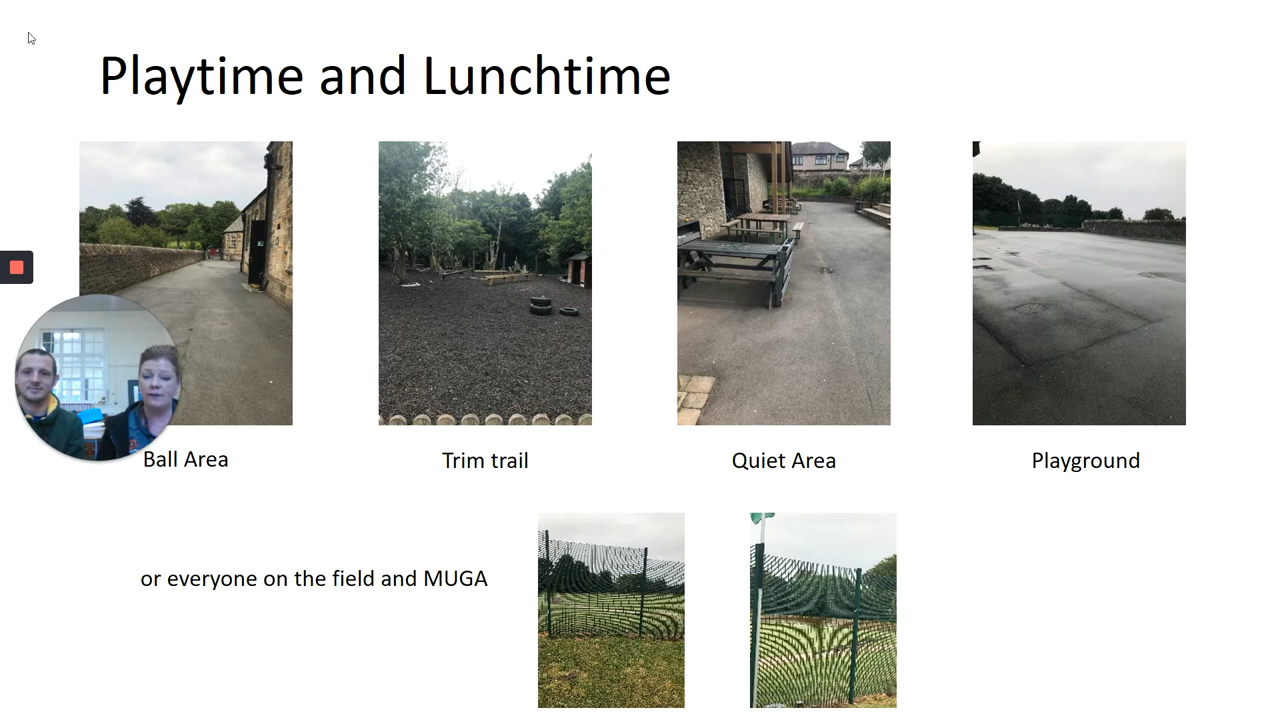 Playtime and Lunchtime
Ball Area
Trim trail
Quiet Area
Playground
or everyone on the field and MUGA